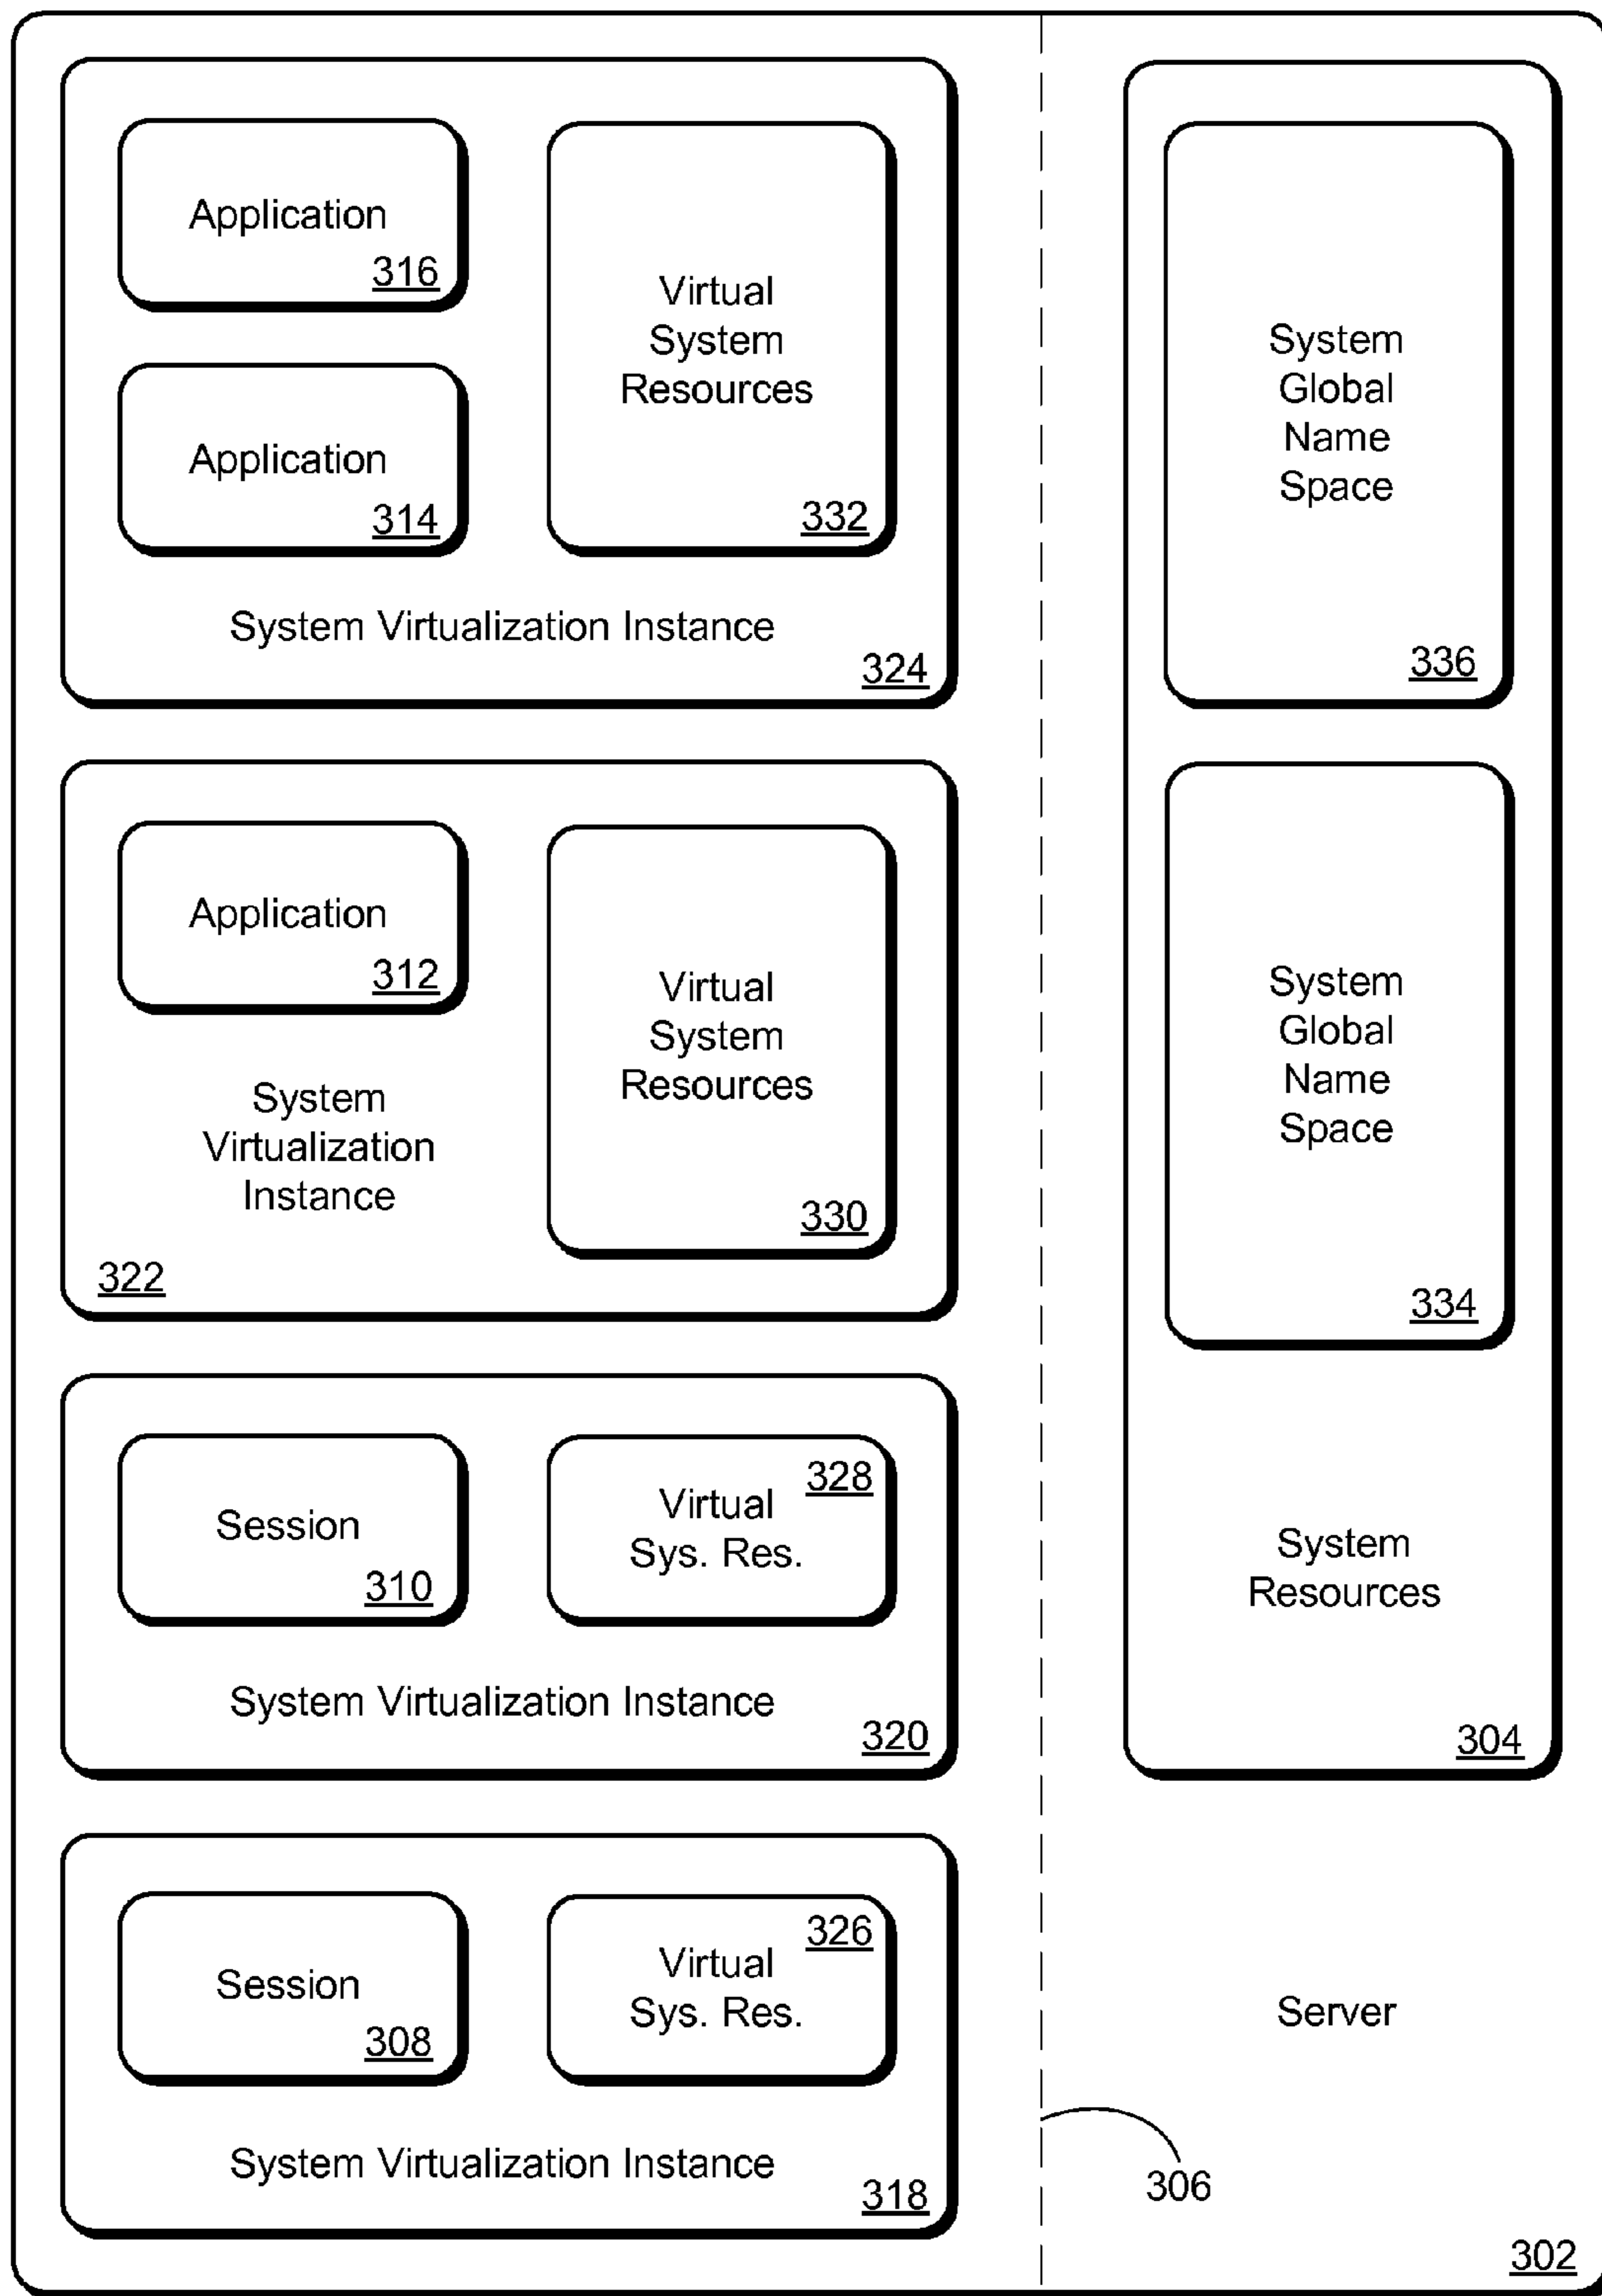 Application
316
Application
314
Virtual
System
Resources
332
System Virtualization Instance
324
Application
312
System
Virtualization
Instance
322
Virtual
System
Resources
330
Session
310
328
Virtual
Sys. Res.
System Virtualization Instance
320
Session
308
326
Virtual
Sys. Res.
System Virtualization Instance
318
System
Global
Name
Space
336
System
Global
Name
Space
334
System
Resources
304
Server
306
302